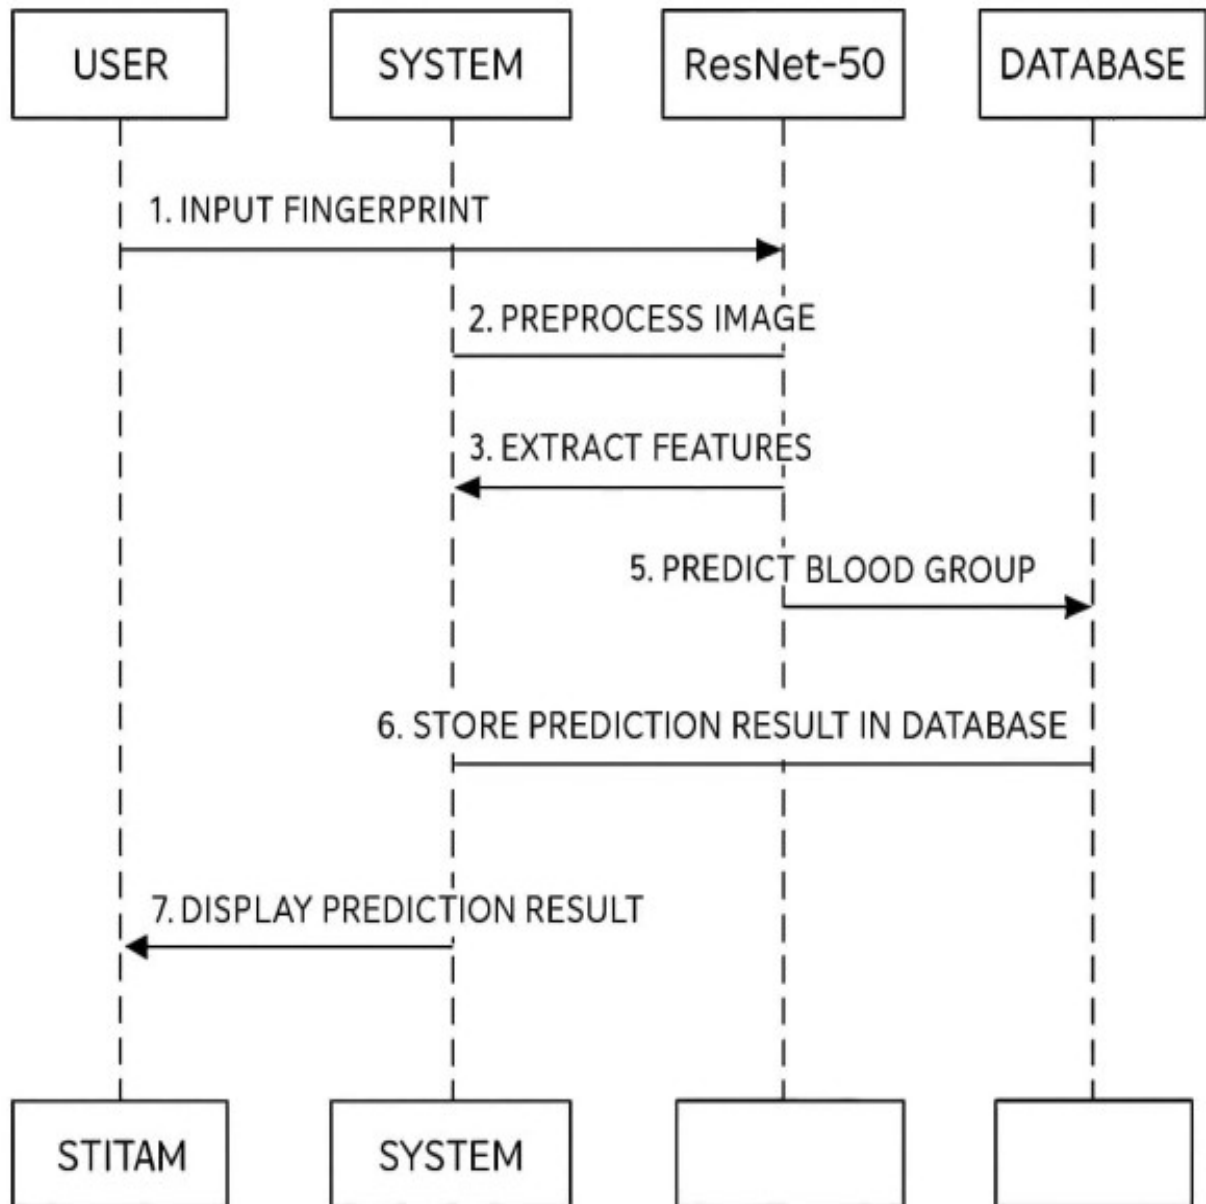 USER SYSTEM ResNet-50 DATABASE
1. INPUT FINGERPRINT
2. PREPROCESS IMAGE
3. EXTRACT FEATURES
5. PREDICT BLOOD GROUP
6. STORE PREDICTION RESULT IN DATABASE
7. DISPLAY PREDICTION RESULT
STITAM SYSTEM